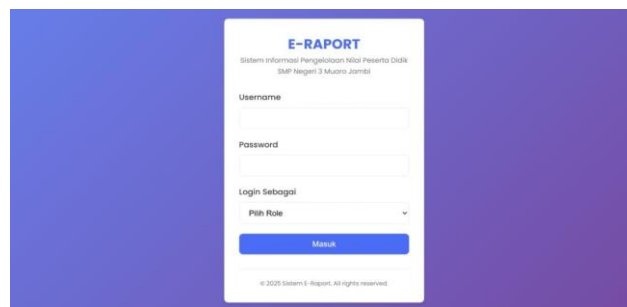 E-RAPORT
Sistem Informasi Pengelolaan Nilai Peserta Didik
SMP Negeri 3 Muaro Jambi
Username
Password
Login Sebagai
Pilih Role
Masuk
© 2025 Sistem E-Raport. All rights reserved.